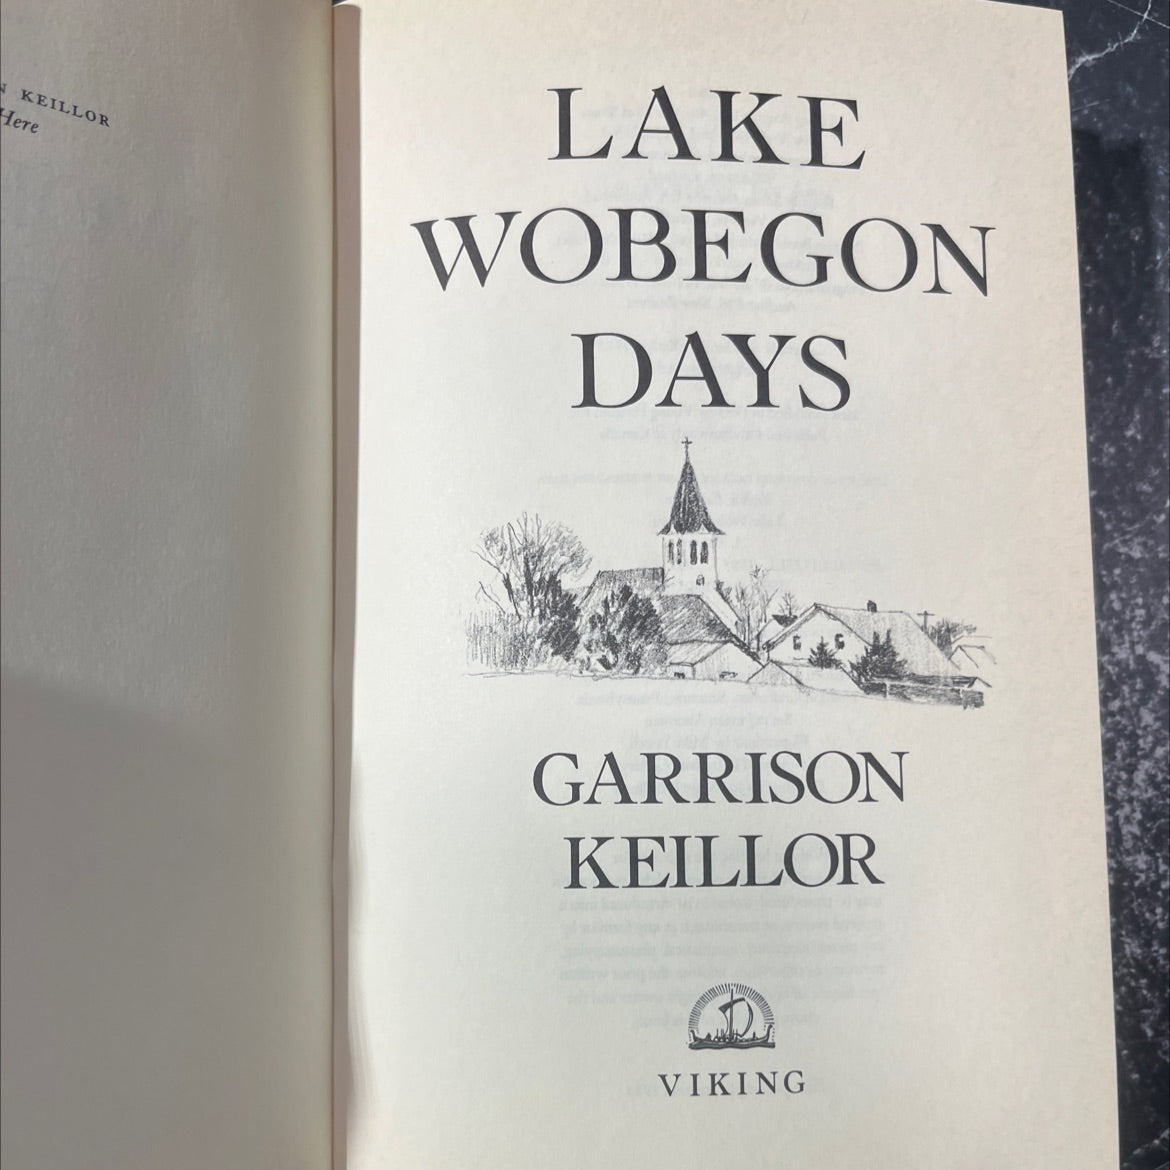 N KEILLOR
Here
LAKE
WOBEGON
DAYS
GARRISON
KEILLOR
VIKING